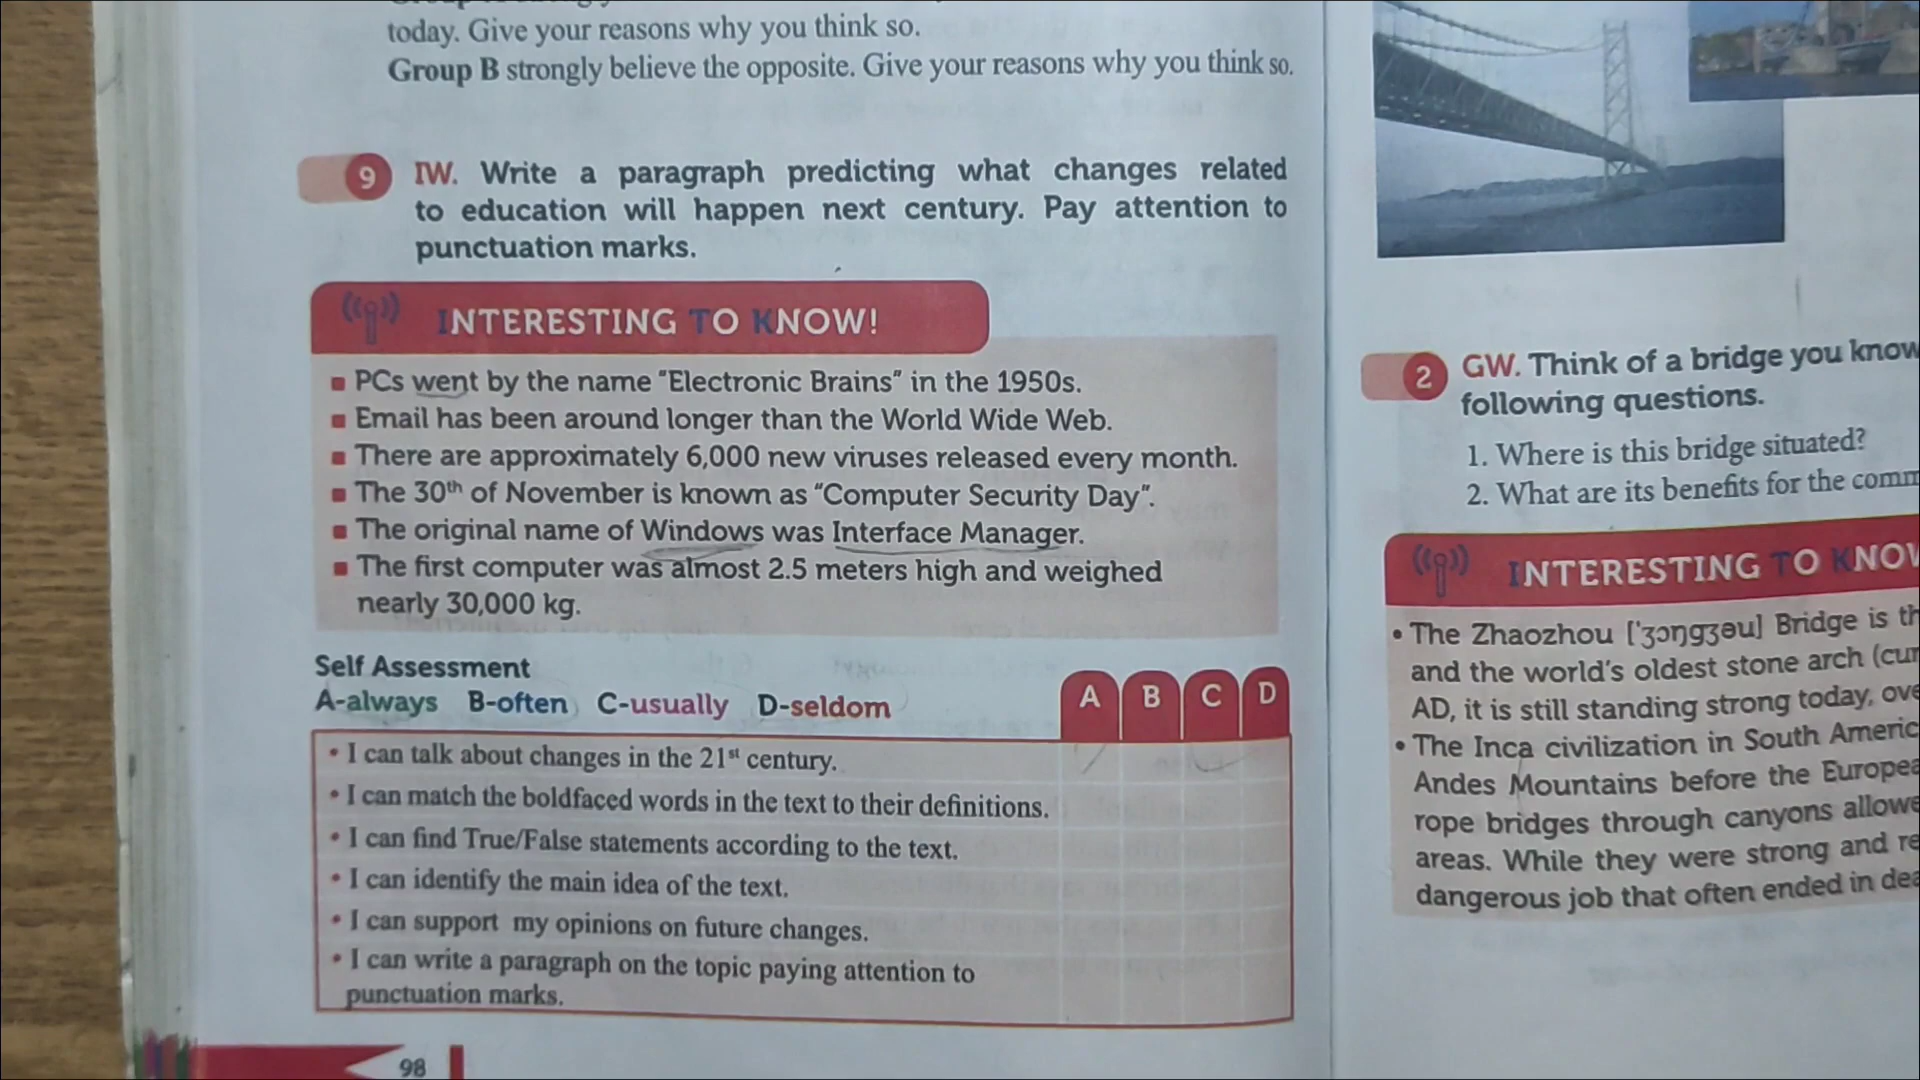 today. Give your reasons why you think so.
Group B strongly believe the opposite. Give your reasons why you think so.
9 IW. Write a paragraph predicting what changes related
to education will happen next century. Pay attention to
punctuation marks.
INTERESTING TO KNOW!
PCs went by the name "Electronic Brains" in the 1950s.
Email has been around longer than the World Wide Web.
There are approximately 6,000 new viruses released every month.
The 30th of November is known as "Computer Security Day".
The original name of Windows was Interface Manager.
The first computer was almost 2.5 meters high and weighed
nearly 30,000 kg.
Self Assessment
A-always B-often C-usually D-seldom
A B C D
• I can talk about changes in the 21st century.
• I can match the boldfaced words in the text to their definitions.
• I can find True/False statements according to the text.
• I can identify the main idea of the text.
• I can support my opinions on future changes.
• I can write a paragraph on the topic paying attention to
punctuation marks.
98
2 GW. Think of a bridge you know
following questions.
1. Where is this bridge situated?
2. What are its benefits for the
INTERESTING TO
• The Zhaozhou ['ʒɔŋgʒəu] Bridge is
and the world's oldest stone arch
AD, it is still standing strong today,
• The Inca civilization in South
Andes Mountains before the
rope bridges through canyons
areas. While they were strong and
dangerous job that often ended in